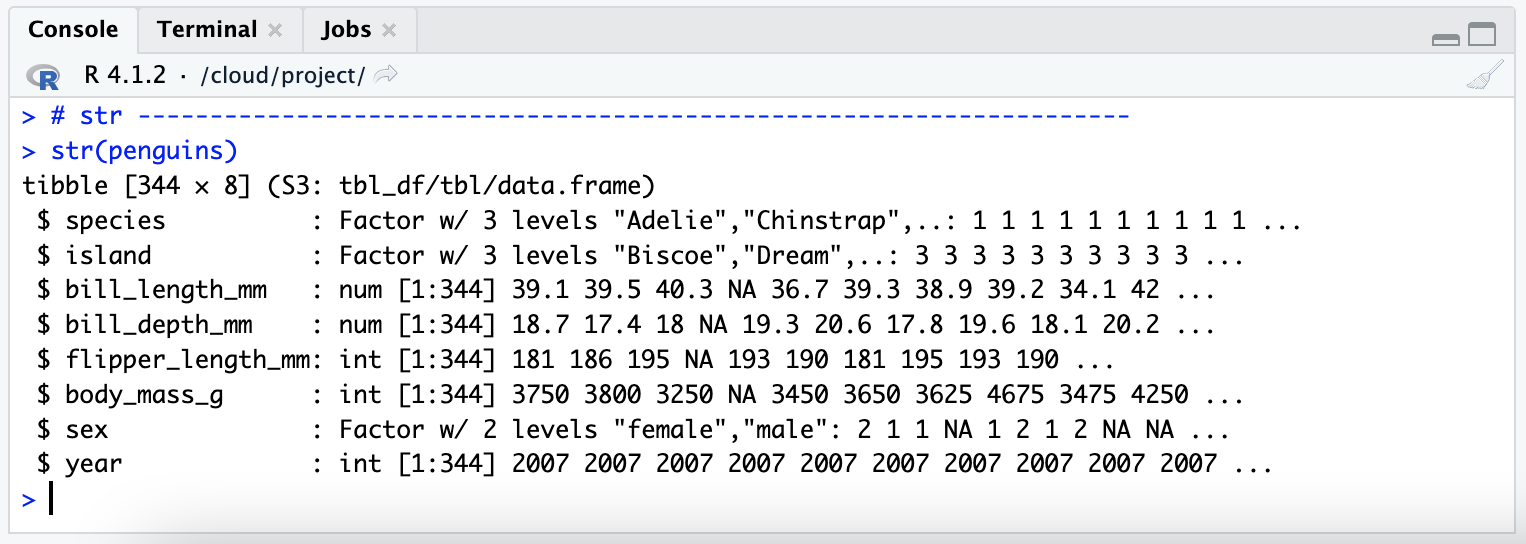 Console Terminal × Jobs ×
R R 4.1.2 · /cloud/project/
> # str ---------------------------------------------------------------------
> str(penguins)
tibble [344 × 8] (S3: tbl_df/tbl/data.frame)
 $ species          : Factor w/ 3 levels "Adelie","Chinstrap",..: 1 1 1 1 1 1 1 1 1 1 ...
 $ island           : Factor w/ 3 levels "Biscoe","Dream",..: 3 3 3 3 3 3 3 3 3 3 ...
 $ bill_length_mm   : num [1:344] 39.1 39.5 40.3 NA 36.7 39.3 38.9 39.2 34.1 42 ...
 $ bill_depth_mm    : num [1:344] 18.7 17.4 18 NA 19.3 20.6 17.8 19.6 18.1 20.2 ...
 $ flipper_length_mm: int [1:344] 181 186 195 NA 193 190 181 195 193 190 ...
 $ body_mass_g      : int [1:344] 3750 3800 3250 NA 3450 3650 3625 4675 3475 4250 ...
 $ sex              : Factor w/ 2 levels "female","male": 2 1 1 NA 1 2 1 2 NA NA ...
 $ year             : int [1:344] 2007 2007 2007 2007 2007 2007 2007 2007 2007 2007 ...
>